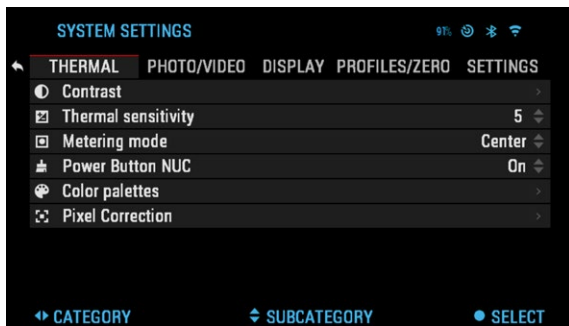 SYSTEM SETTINGS 91%
THERMAL PHOTO/VIDEO DISPLAY PROFILES/ZERO SETTINGS
Contrast
Thermal sensitivity 5
Metering mode Center
Power Button NUC On
Color palettes
Pixel Correction
CATEGORY SUBCATEGORY SELECT